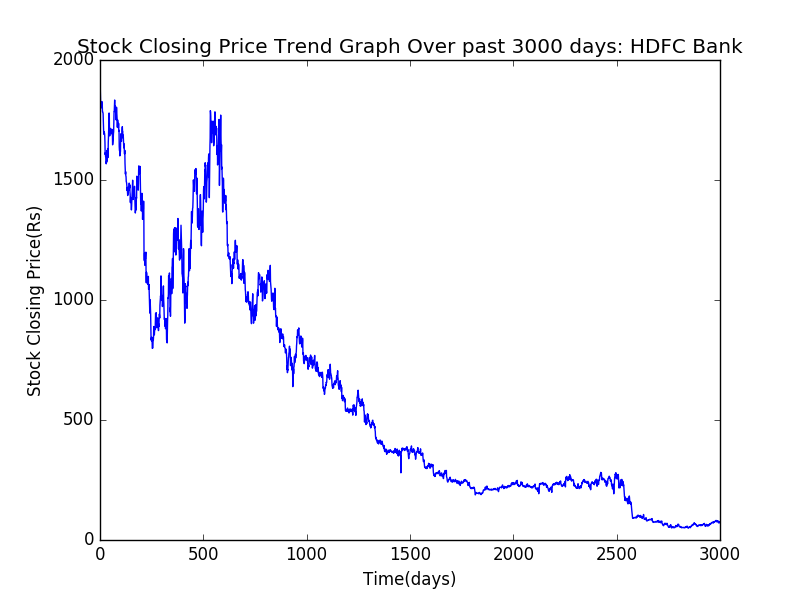 Stock Closing Price Trend Graph Over past 3000 days: HDFC Bank
2000
1500
1000
500
0
Stock Closing Price(Rs)
0 500 1000 1500 2000 2500 3000
Time(days)